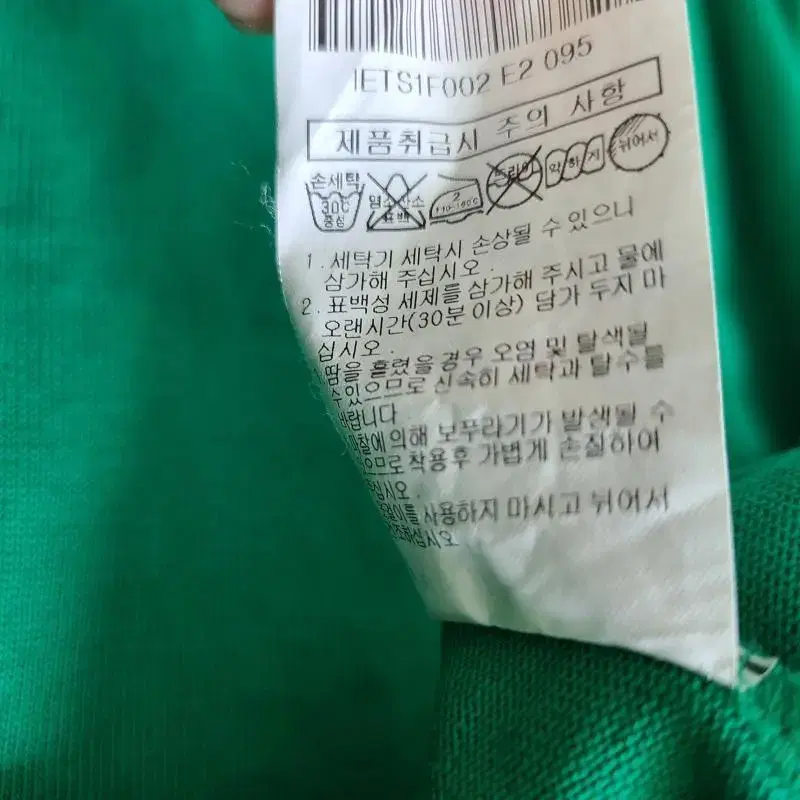 IETS1F002 E2 095
제품취급시 주의 사항
손세탁 30℃ 중성
염소산소 표백
2 110-160℃
드라이
약하게
뉘어서
1. 세탁기 세탁시 손상될 수 있으니
삼가해 주십시오.
2. 표백성 세제를 삼가해 주시고 물에
오랜시간(30분 이상) 담가 두지 마
십시오.
땀을 흘렸을 경우 오염 및 탈색될
수 있으므로 신속히 세탁과 탈수를
바랍니다
마찰에 의해 보푸라기가 발생될 수
있으므로 착용후 가볍게 손질하여
주십시오.
사용하지 마시고 뉘어서
십시오